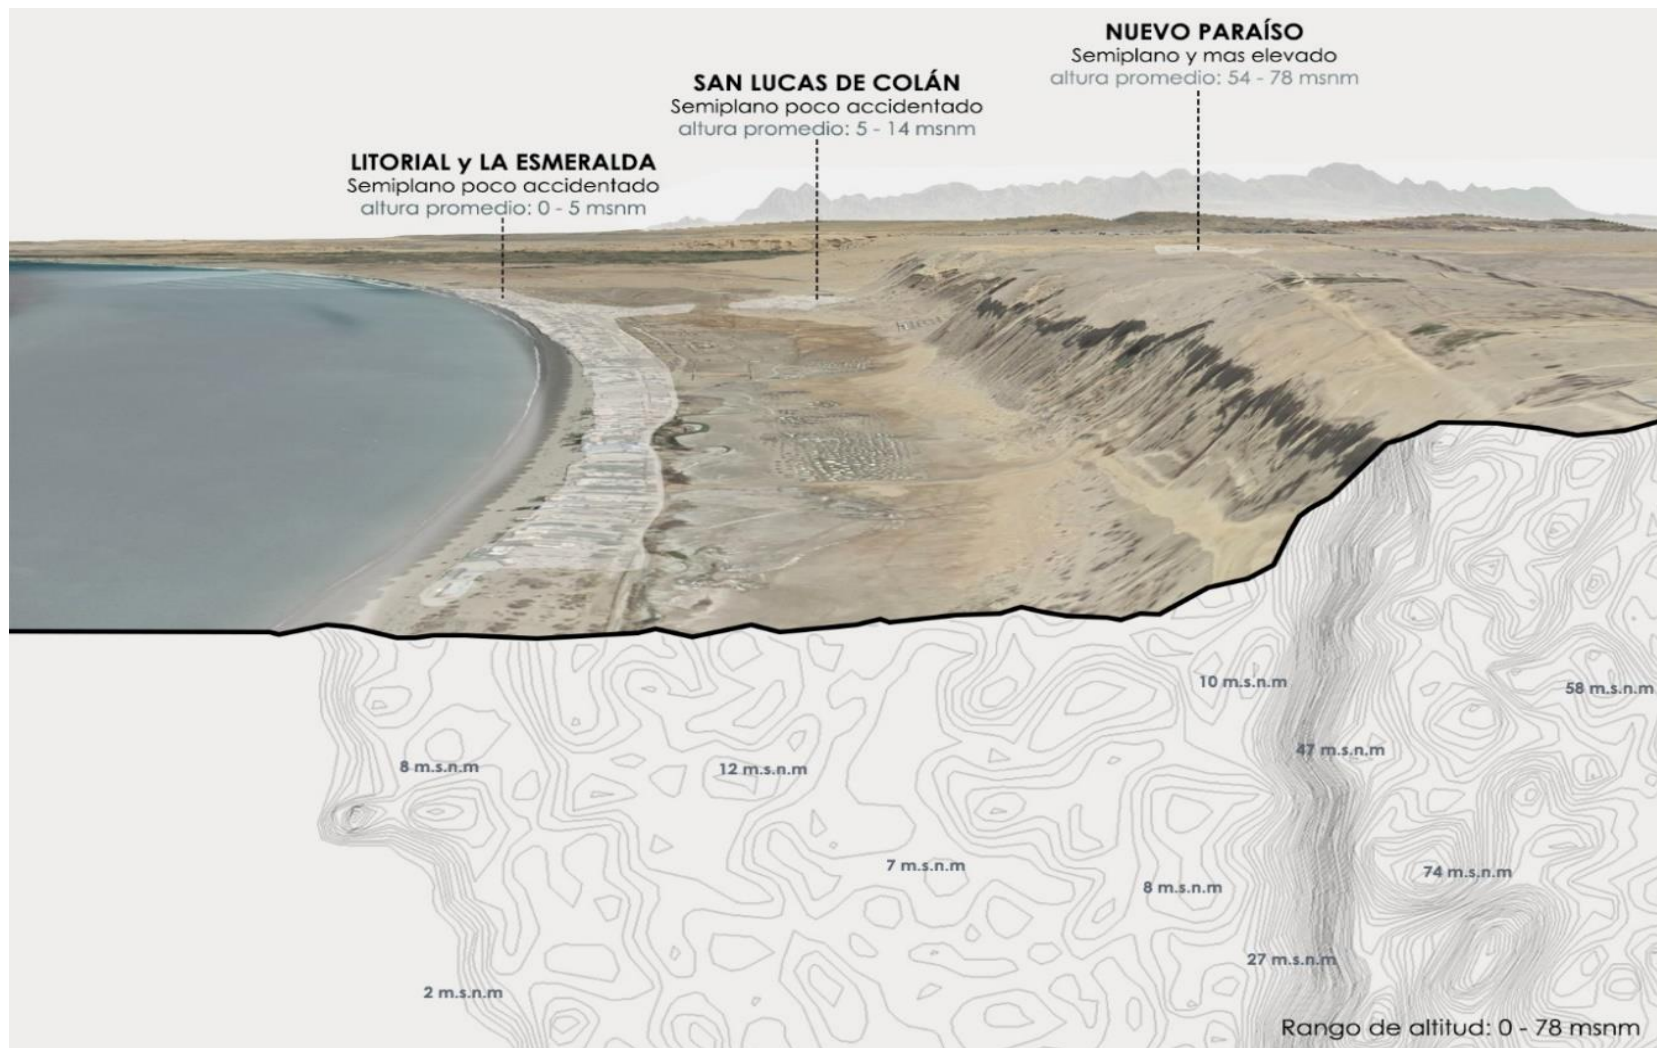 NUEVO PARAÍSO
Semiplano y mas elevado
altura promedio: 54 - 78 msnm
SAN LUCAS DE COLÁN
Semiplano poco accidentado
altura promedio: 5 - 14 msnm
LITORIAL y LA ESMERALDA
Semiplano poco accidentado
altura promedio: 0 - 5 msnm
10 m.s.n.m
58 m.s.n.m
47 m.s.n.m
8 m.s.n.m
12 m.s.n.m
7 m.s.n.m
74 m.s.n.m
8 m.s.n.m
27 m.s.n.m
2 m.s.n.m
Rango de altitud: 0 - 78 msnm